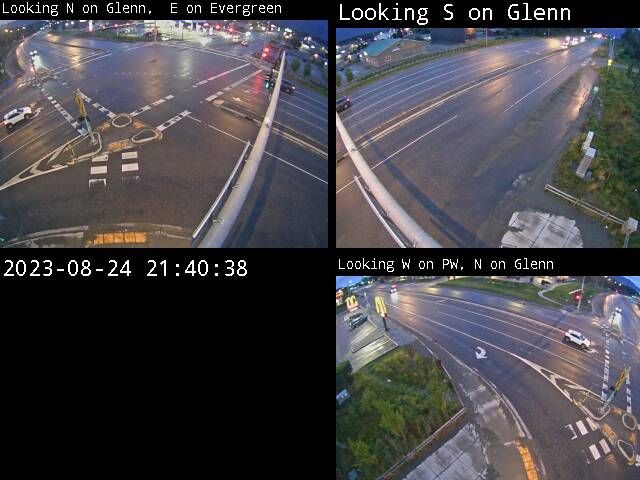 Looking N on Glenn, E on Evergreen
Looking S on Glenn
2023-08-24 21:40:38
Looking W on PW, N on Glenn